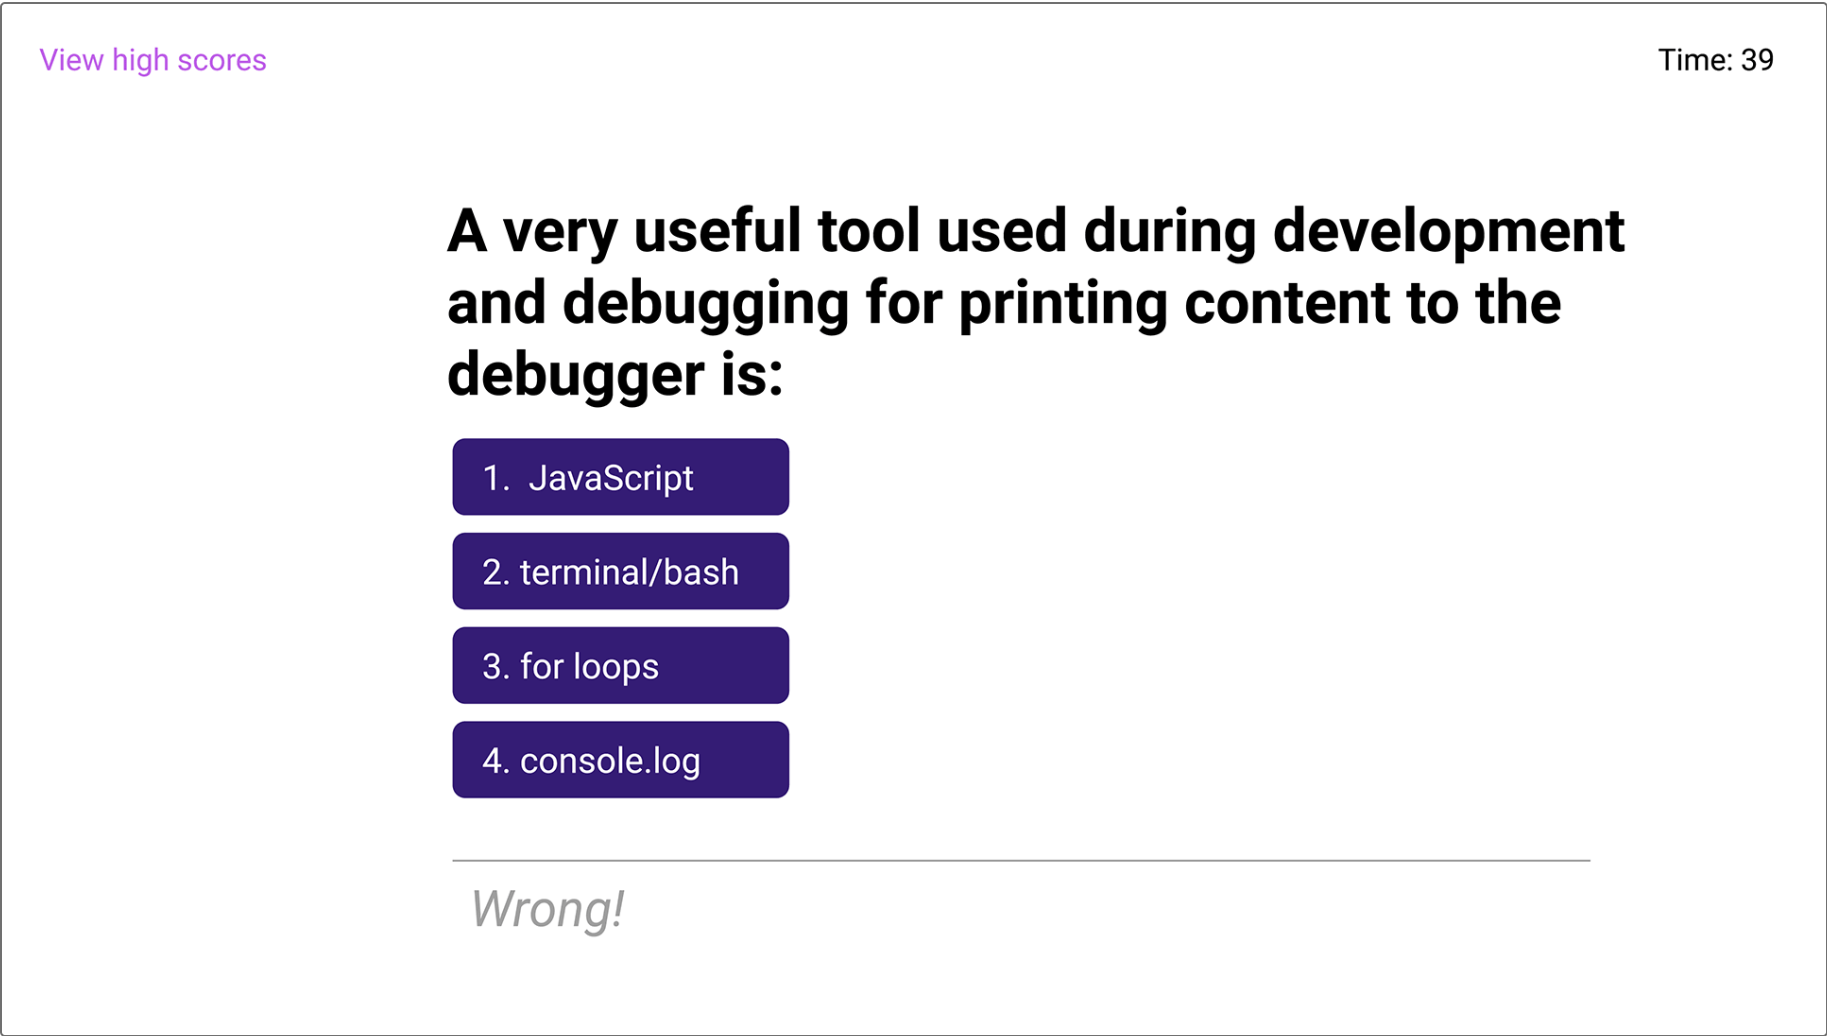 View high scores
Time: 39
A very useful tool used during development
and debugging for printing content to the
debugger is:
1. JavaScript
2. terminal/bash
3. for loops
4. console.log
Wrong!